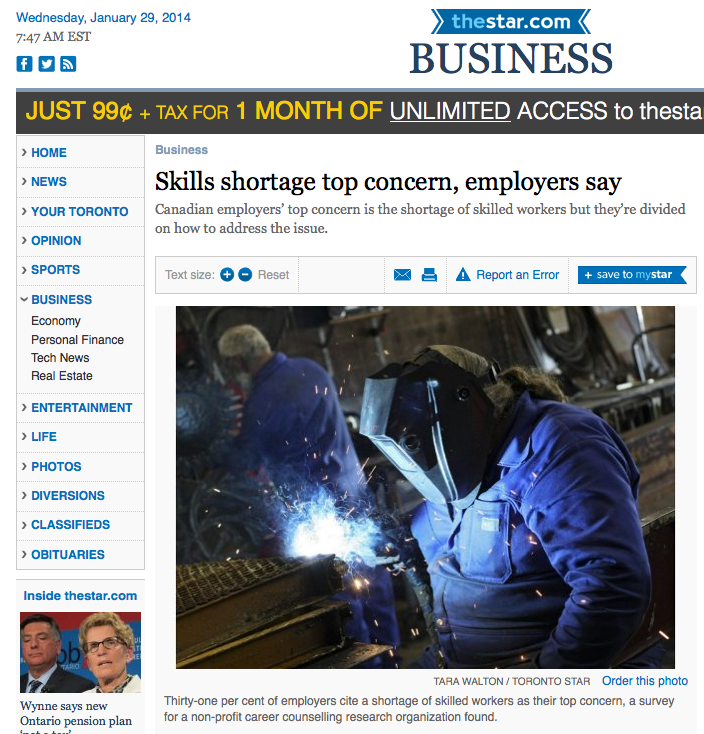 Wednesday, January 29, 2014
7:47 AM EST
thestar.com
BUSINESS
JUST 99¢ + TAX FOR 1 MONTH OF UNLIMITED ACCESS to thesta
HOME
NEWS
YOUR TORONTO
OPINION
SPORTS
BUSINESS
Economy
Personal Finance
Tech News
Real Estate
ENTERTAINMENT
LIFE
PHOTOS
DIVERSIONS
CLASSIFIEDS
OBITUARIES
Inside thestar.com
Wynne says new
Ontario pension plan
'not a tax'
Business
Skills shortage top concern, employers say
Canadian employers' top concern is the shortage of skilled workers but they're divided
on how to address the issue.
Text size: + - Reset
Report an Error
+ save to mystar
TARA WALTON / TORONTO STAR Order this photo
Thirty-one per cent of employers cite a shortage of skilled workers as their top concern, a survey
for a non-profit career counselling research organization found.